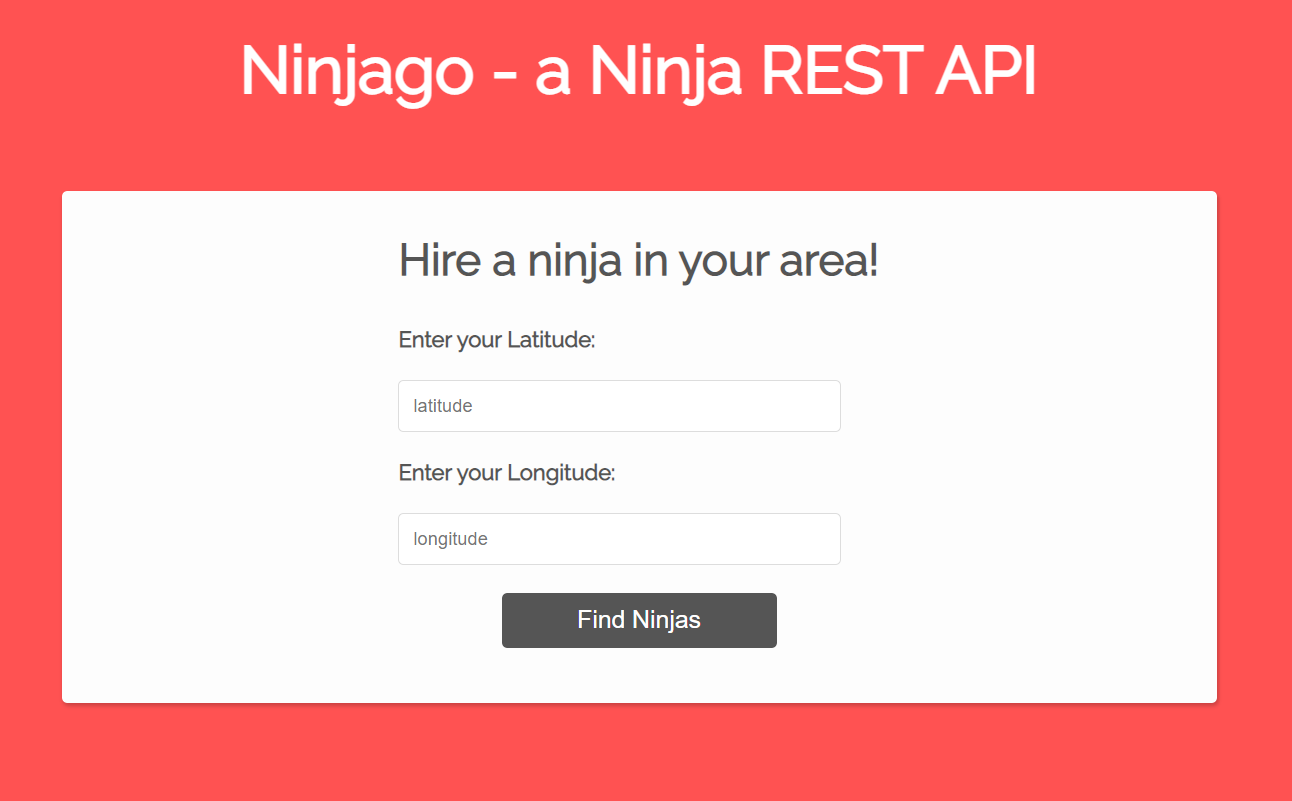 Ninjago - a Ninja REST API
Hire a ninja in your area!
Enter your Latitude:
latitude
Enter your Longitude:
longitude
Find Ninjas